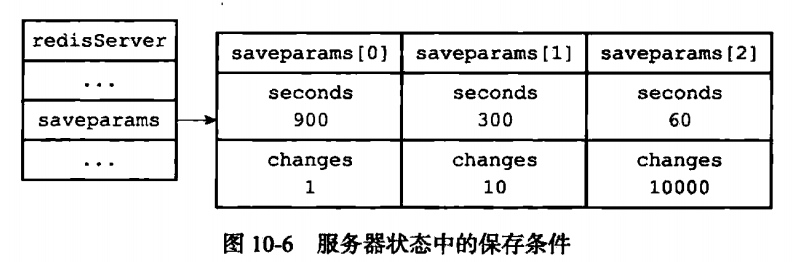 redisServer
...
saveparams
...
saveparams[0] saveparams[1] saveparams[2]
seconds seconds seconds
900 300 60
changes changes changes
1 10 10000
图 10-6 服务器状态中的保存条件